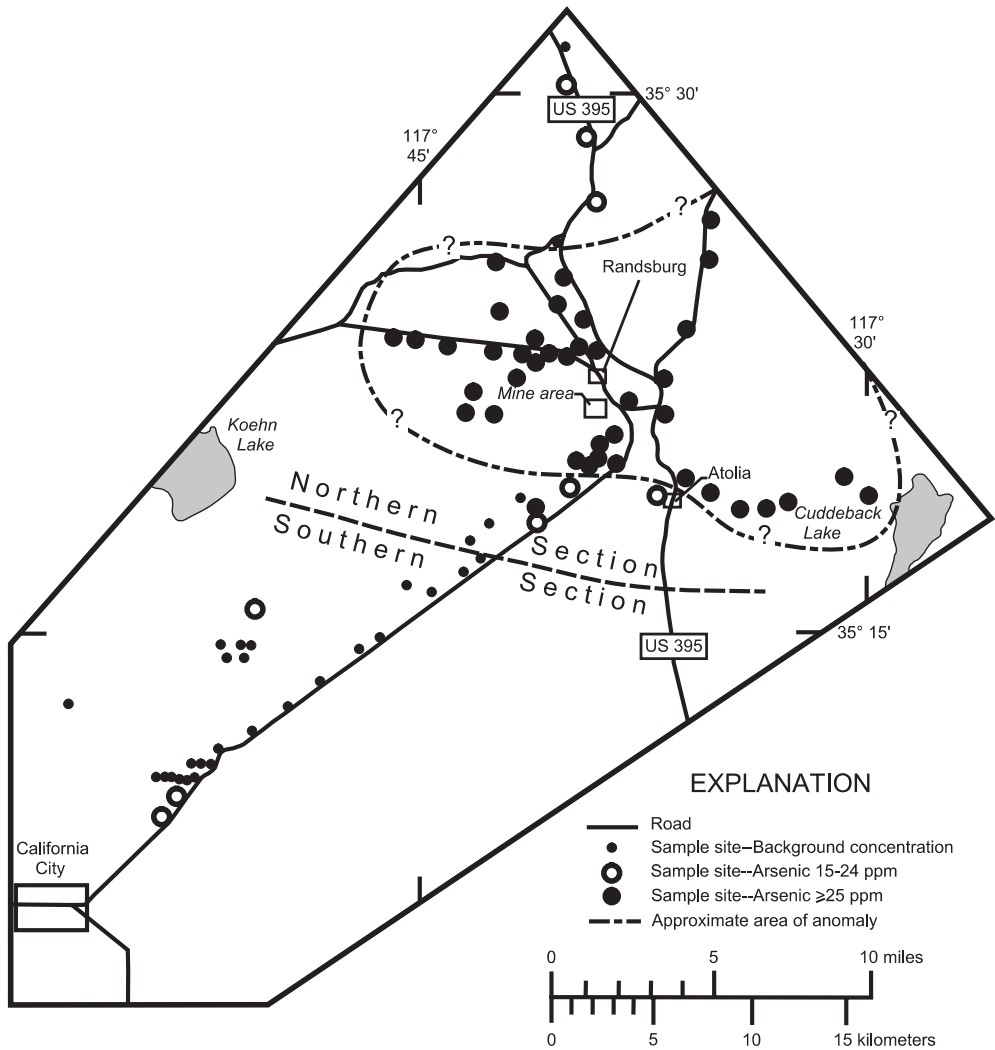 35° 30'
US 395
117°
45'
?
?
Randsburg
117°
30'
Mine area
?
?
Koehn
Lake
Atolia
Northern
Section
Cuddeback
Lake
?
Southern
Section
35° 15'
US 395
EXPLANATION
Road
Sample site–Background concentration
Sample site--Arsenic 15-24 ppm
Sample site--Arsenic ≥25 ppm
Approximate area of anomaly
California
City
0 5 10 miles
0 5 10 15 kilometers